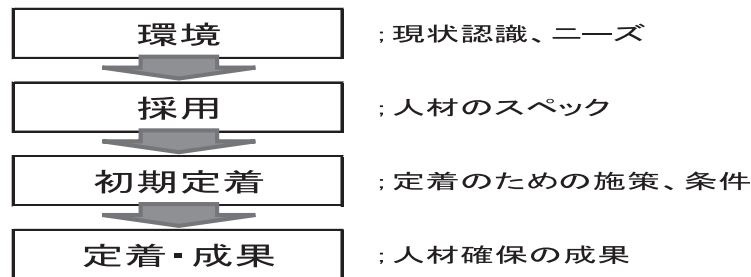 環境 ;現状認識、ニーズ
採用 ;人材のスペック
初期定着 ;定着のための施策、条件
定着・成果 ;人材確保の成果